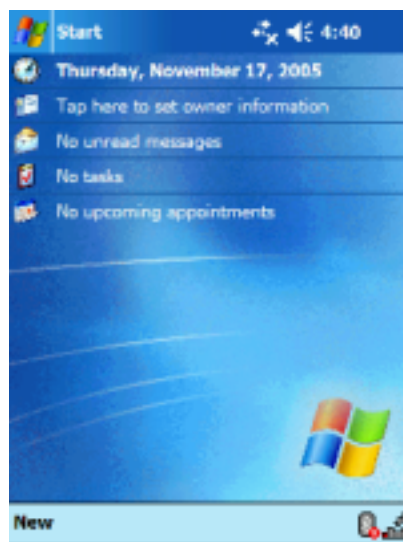 Start 4:40
Thursday, November 17, 2005
Tap here to set owner information
No unread messages
No tasks
No upcoming appointments
New